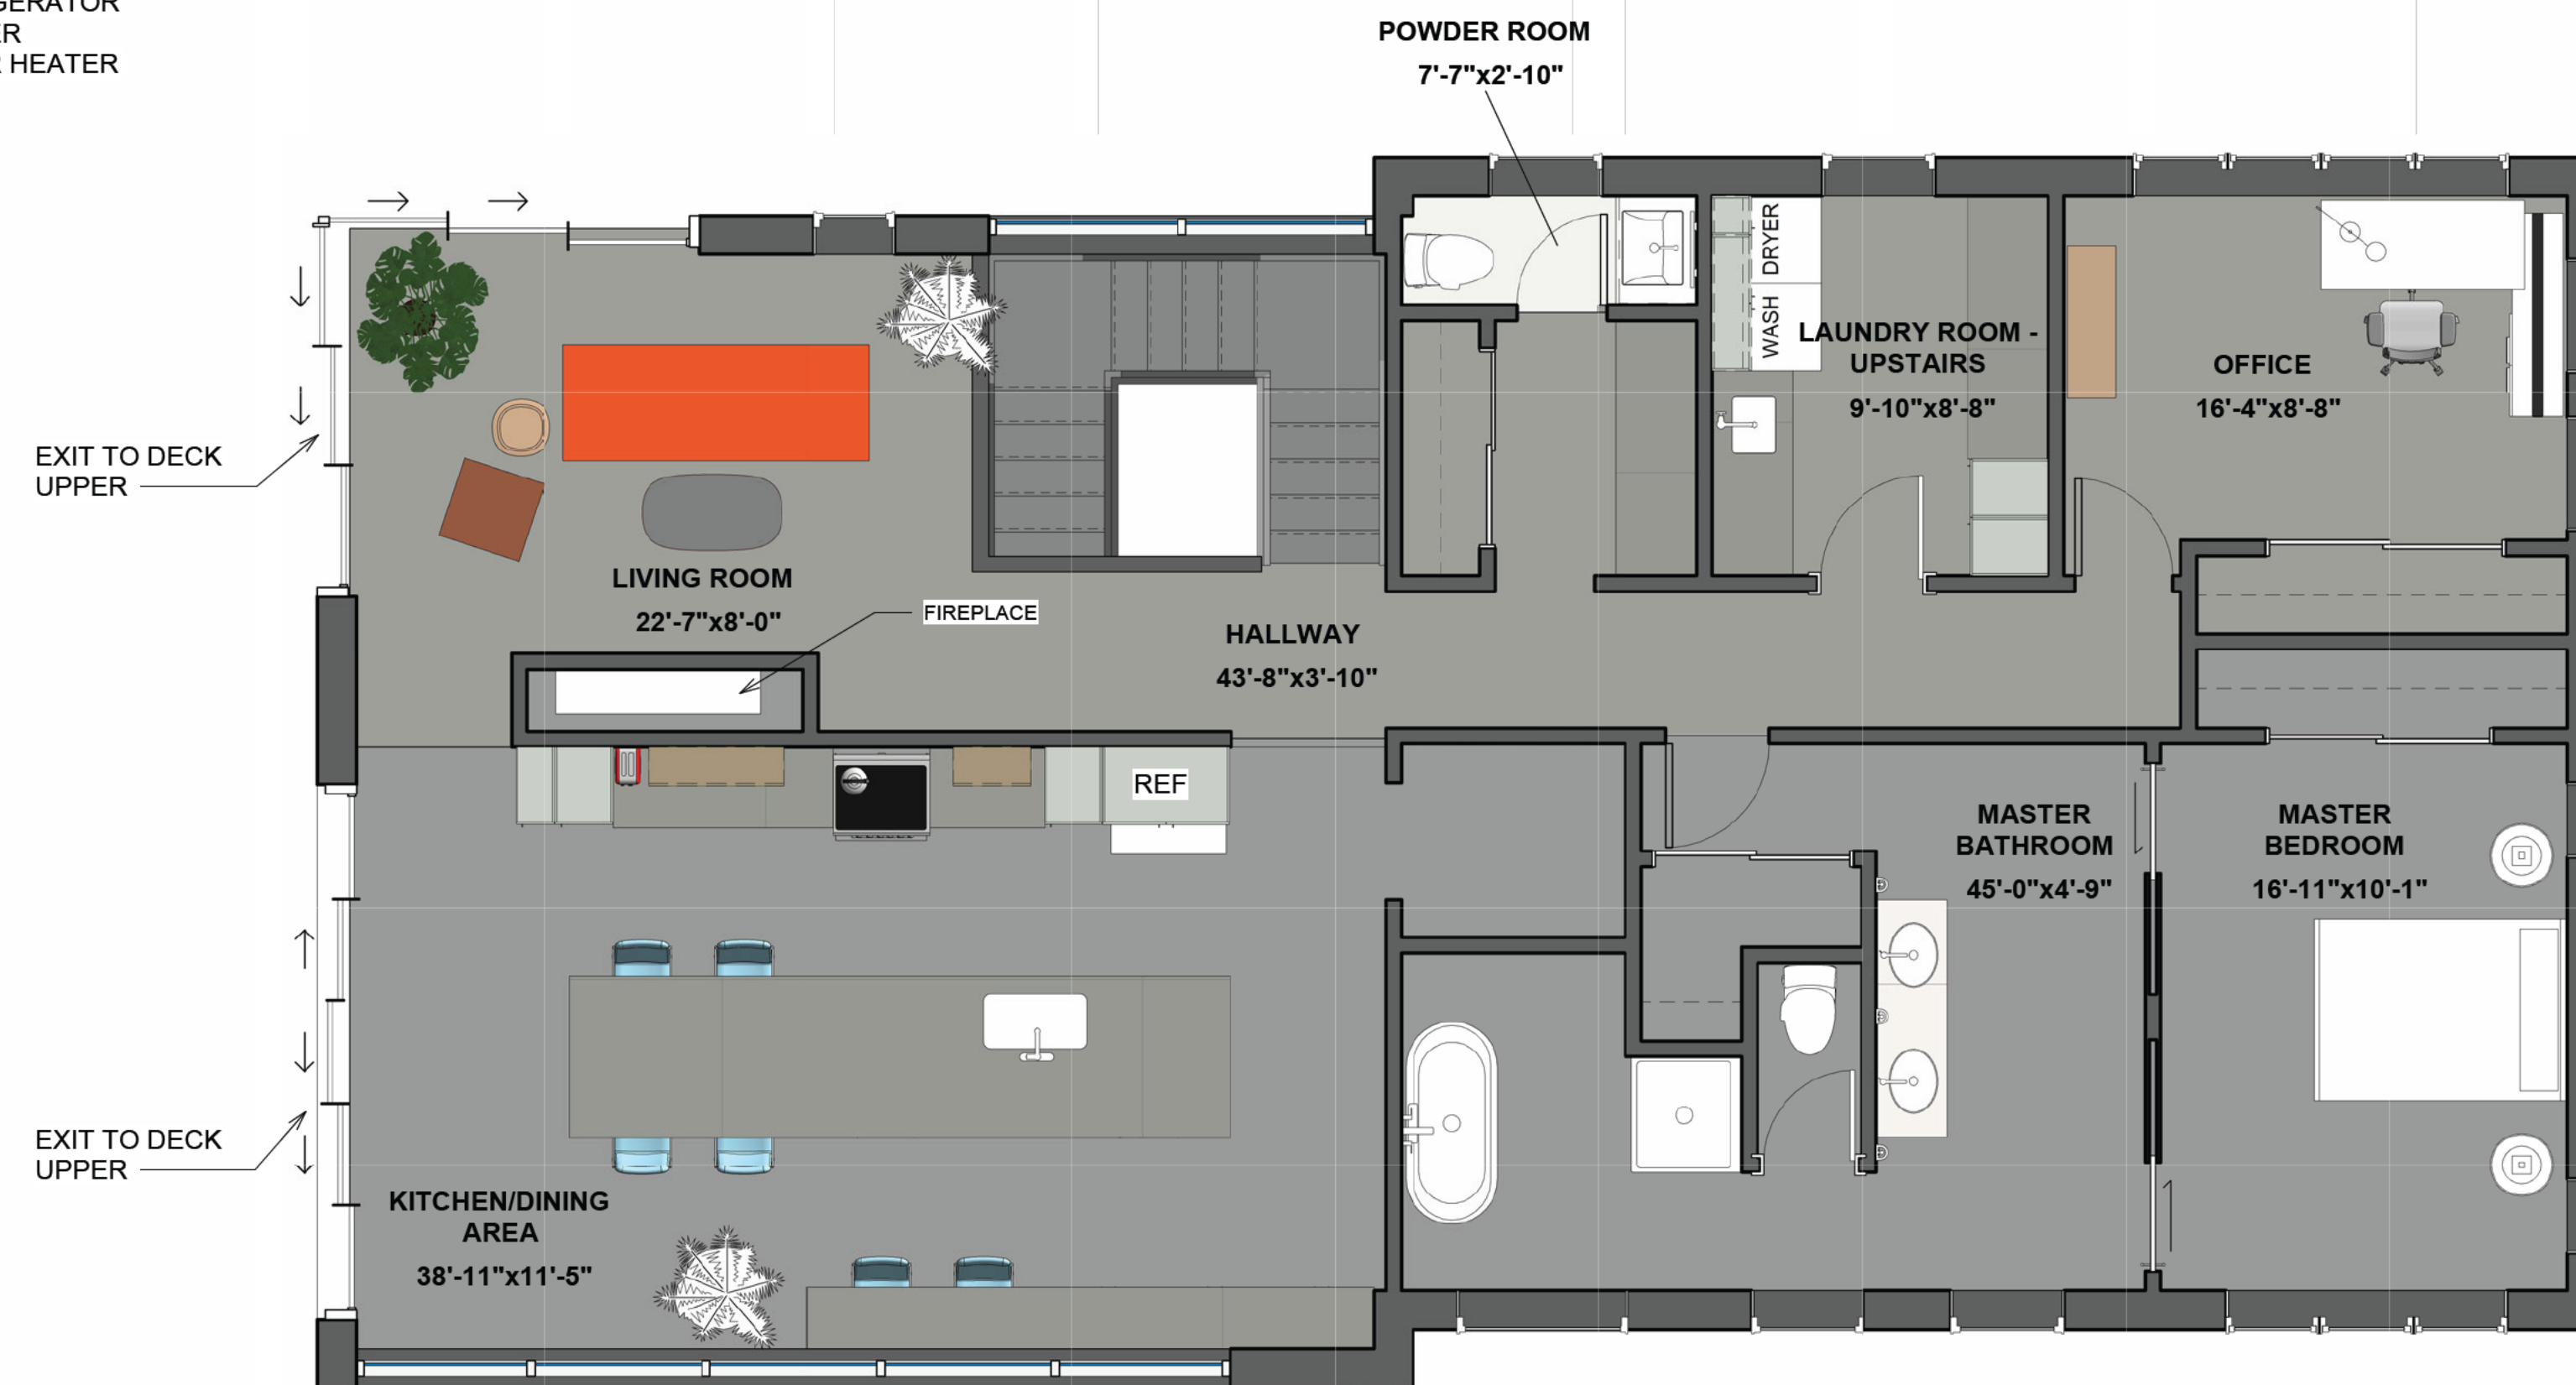 HEATER
POWDER ROOM
7'-7"x2'-10"
DRYER
WASH
LAUNDRY ROOM -
UPSTAIRS
9'-10"x8'-8"
OFFICE
16'-4"x8'-8"
EXIT TO DECK
UPPER
LIVING ROOM
22'-7"x8'-0"
FIREPLACE
HALLWAY
43'-8"x3'-10"
REF
MASTER
BATHROOM
45'-0"x4'-9"
MASTER
BEDROOM
16'-11"x10'-1"
EXIT TO DECK
UPPER
KITCHEN/DINING
AREA
38'-11"x11'-5"